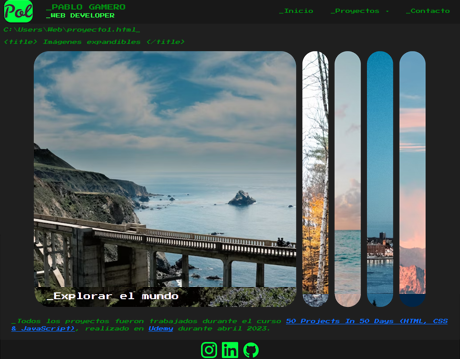 Pol
_PABLO GAMERO
_WEB DEVELOPER
_Inicio
_Proyectos
_Contacto
C:\Users\Web\proyecto1.html_
<title> Imágenes expandibles </title>
_Explorar el mundo
_Todos los proyectos fueron trabajados durante el curso 50 Projects In 50 Days (HTML, CSS
& JavaScript), realizado en Udemy durante abril 2023.